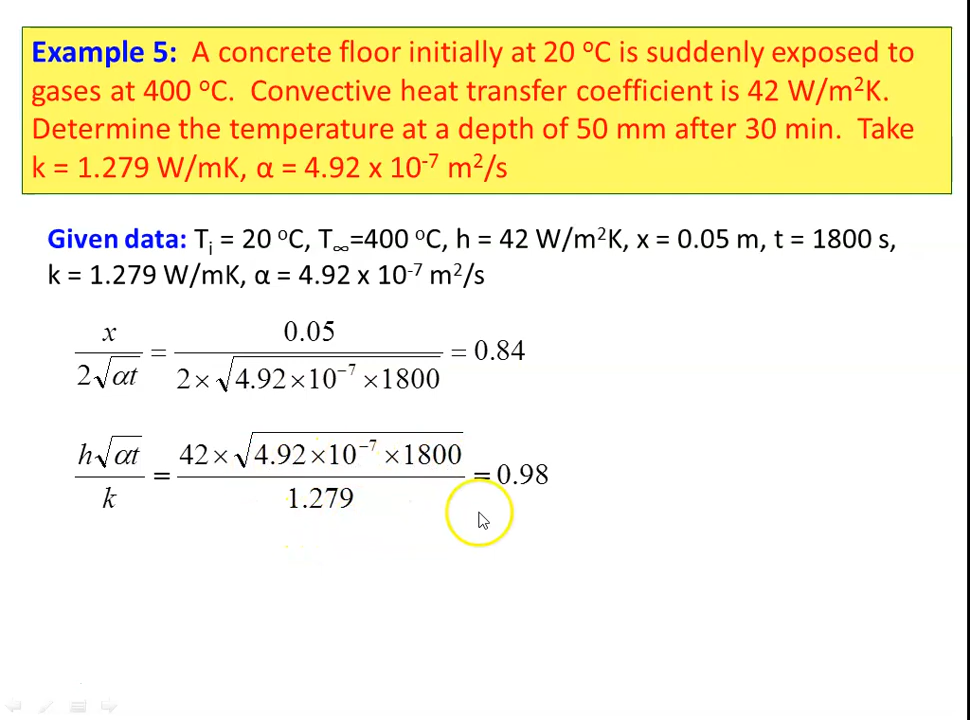 Example 5: A concrete floor initially at 20 ºC is suddenly exposed to
gases at 400 ºC. Convective heat transfer coefficient is 42 W/m²K.
Determine the temperature at a depth of 50 mm after 30 min. Take
k = 1.279 W/mK, α = 4.92 x 10⁻⁷ m²/s
Given data: Tᵢ = 20 ºC, T∞=400 ºC, h = 42 W/m²K, x = 0.05 m, t = 1800 s,
k = 1.279 W/mK, α = 4.92 x 10⁻⁷ m²/s
x / 2√αt = 0.05 / 2×√4.92×10⁻⁷×1800 = 0.84
h√αt / k = 42×√4.92×10⁻⁷×1800 / 1.279 = 0.98